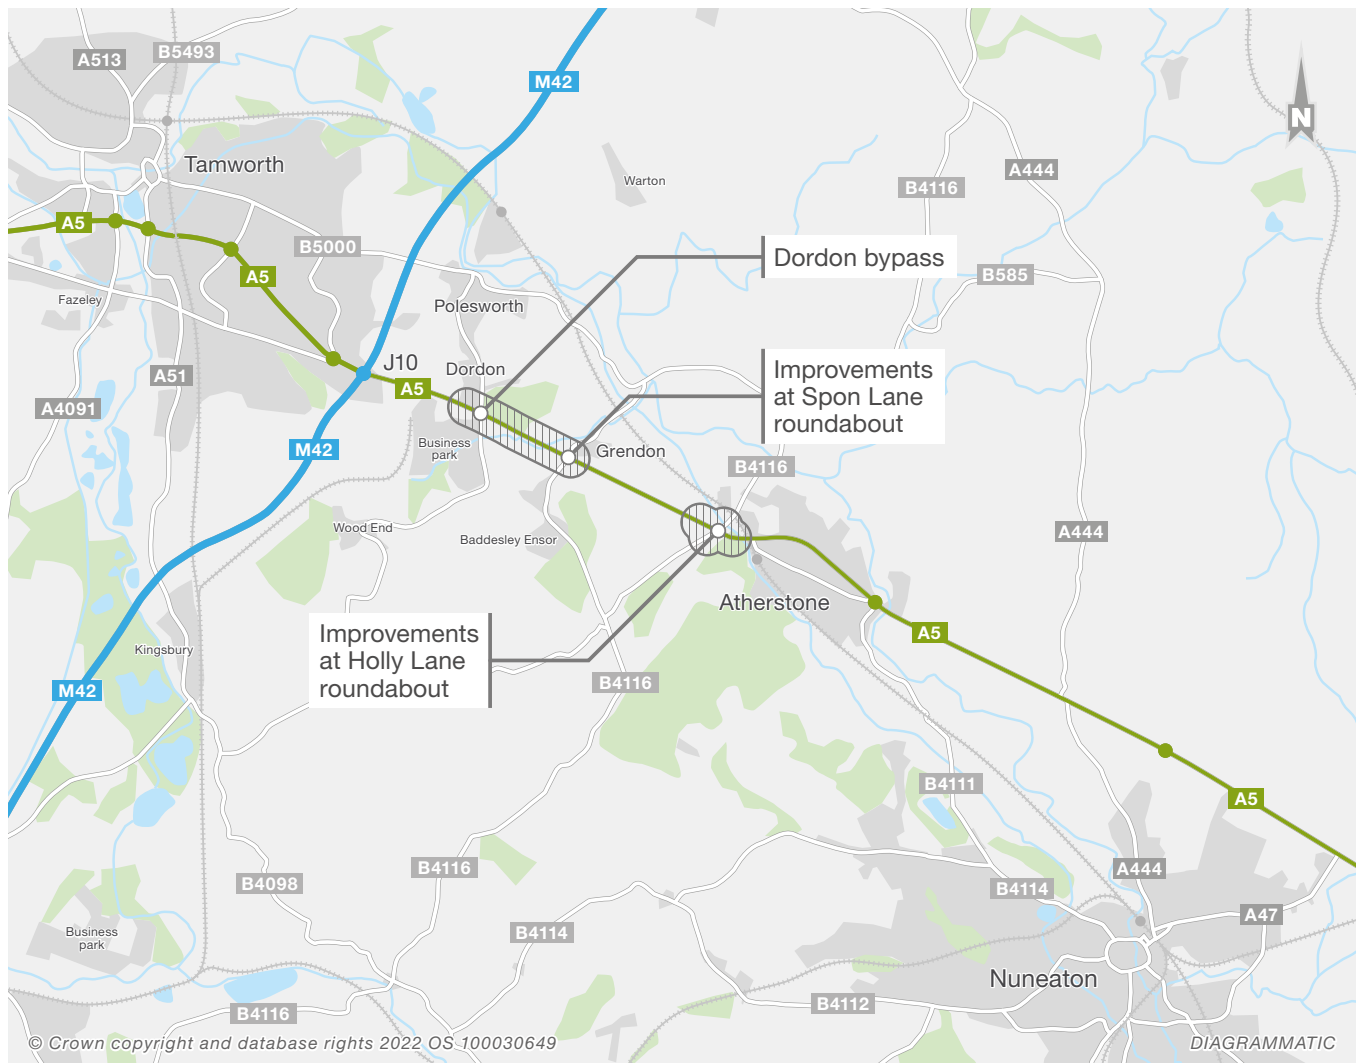 A513
B5493
M42
N
Tamworth
Warton
A444
B4116
A5
B5000
Dordon bypass
A5
B585
Fazeley
Polesworth
J10
Dordon
A51
A5
Improvements
at Spon Lane
roundabout
A4091
M42
Business
park
Grendon
B4116
Wood End
Baddesley Ensor
A444
Atherstone
Improvements
at Holly Lane
roundabout
A5
Kingsbury
M42
B4116
B4111
A5
B4116
A444
B4098
B4114
A47
Business
park
B4114
Nuneaton
B4112
B4116
© Crown copyright and database rights 2022 OS 100030649
DIAGRAMMATIC